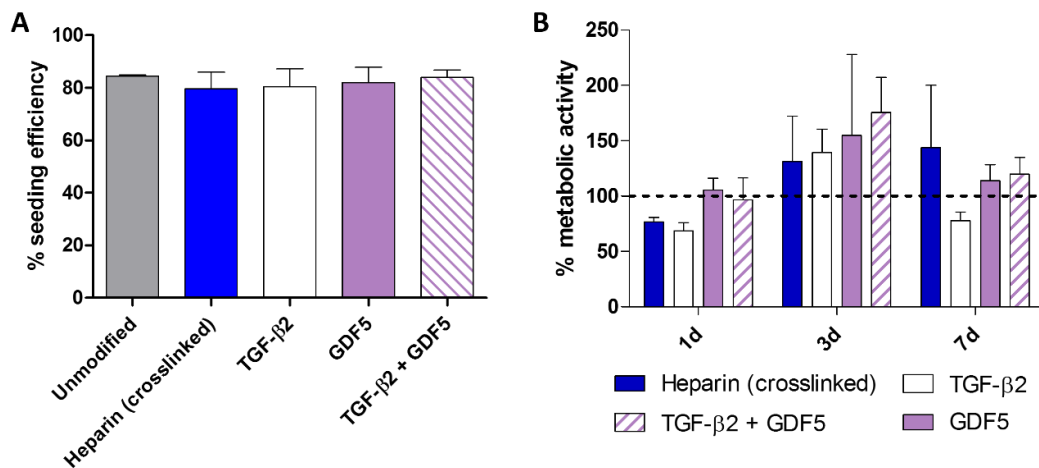 A
% seeding efficiency
100
80
60
40
20
0
Unmodified
Heparin (crosslinked)
TGF-β2
GDF5
TGF-β2 + GDF5
B
% metabolic activity
250
200
150
100
50
0
1d
3d
7d
Heparin (crosslinked)
TGF-β2
TGF-β2 + GDF5
GDF5